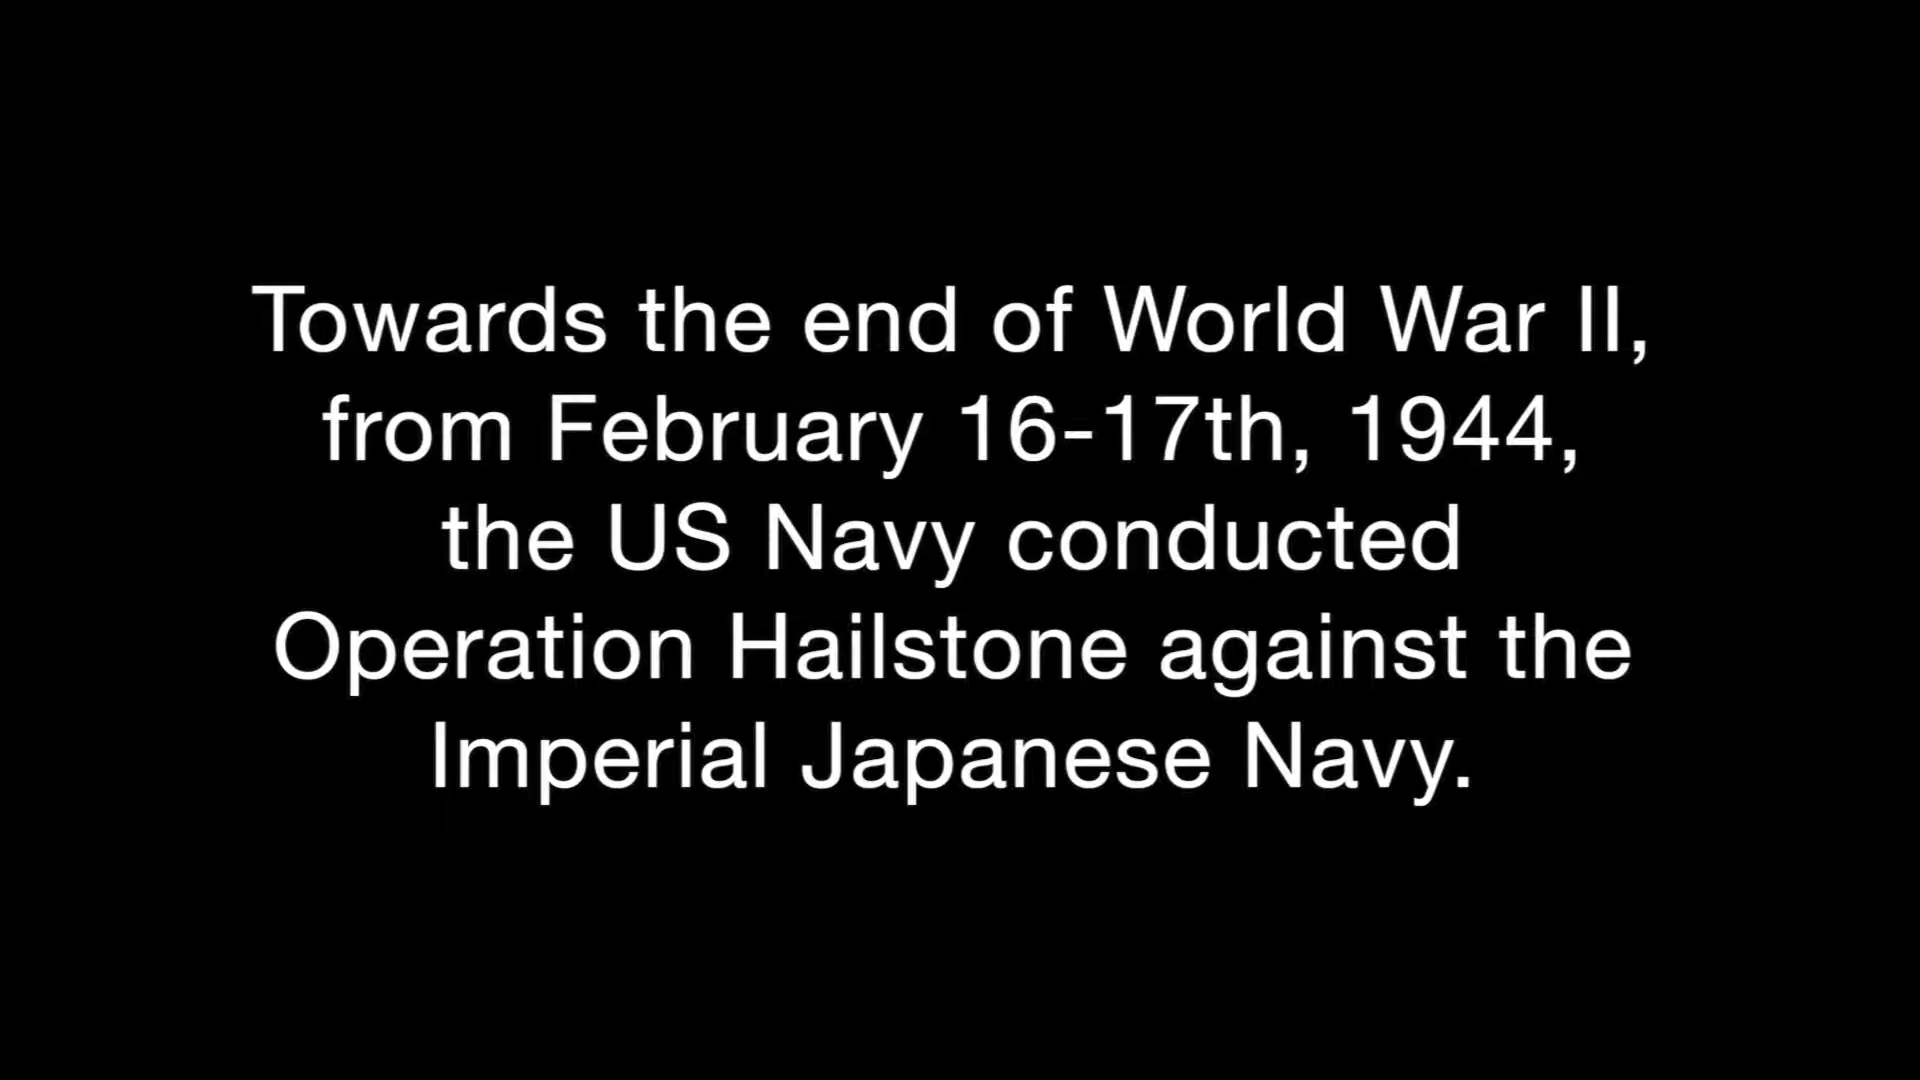 Towards the end of World War II,
from February 16-17th, 1944,
the US Navy conducted
Operation Hailstone against the
Imperial Japanese Navy.